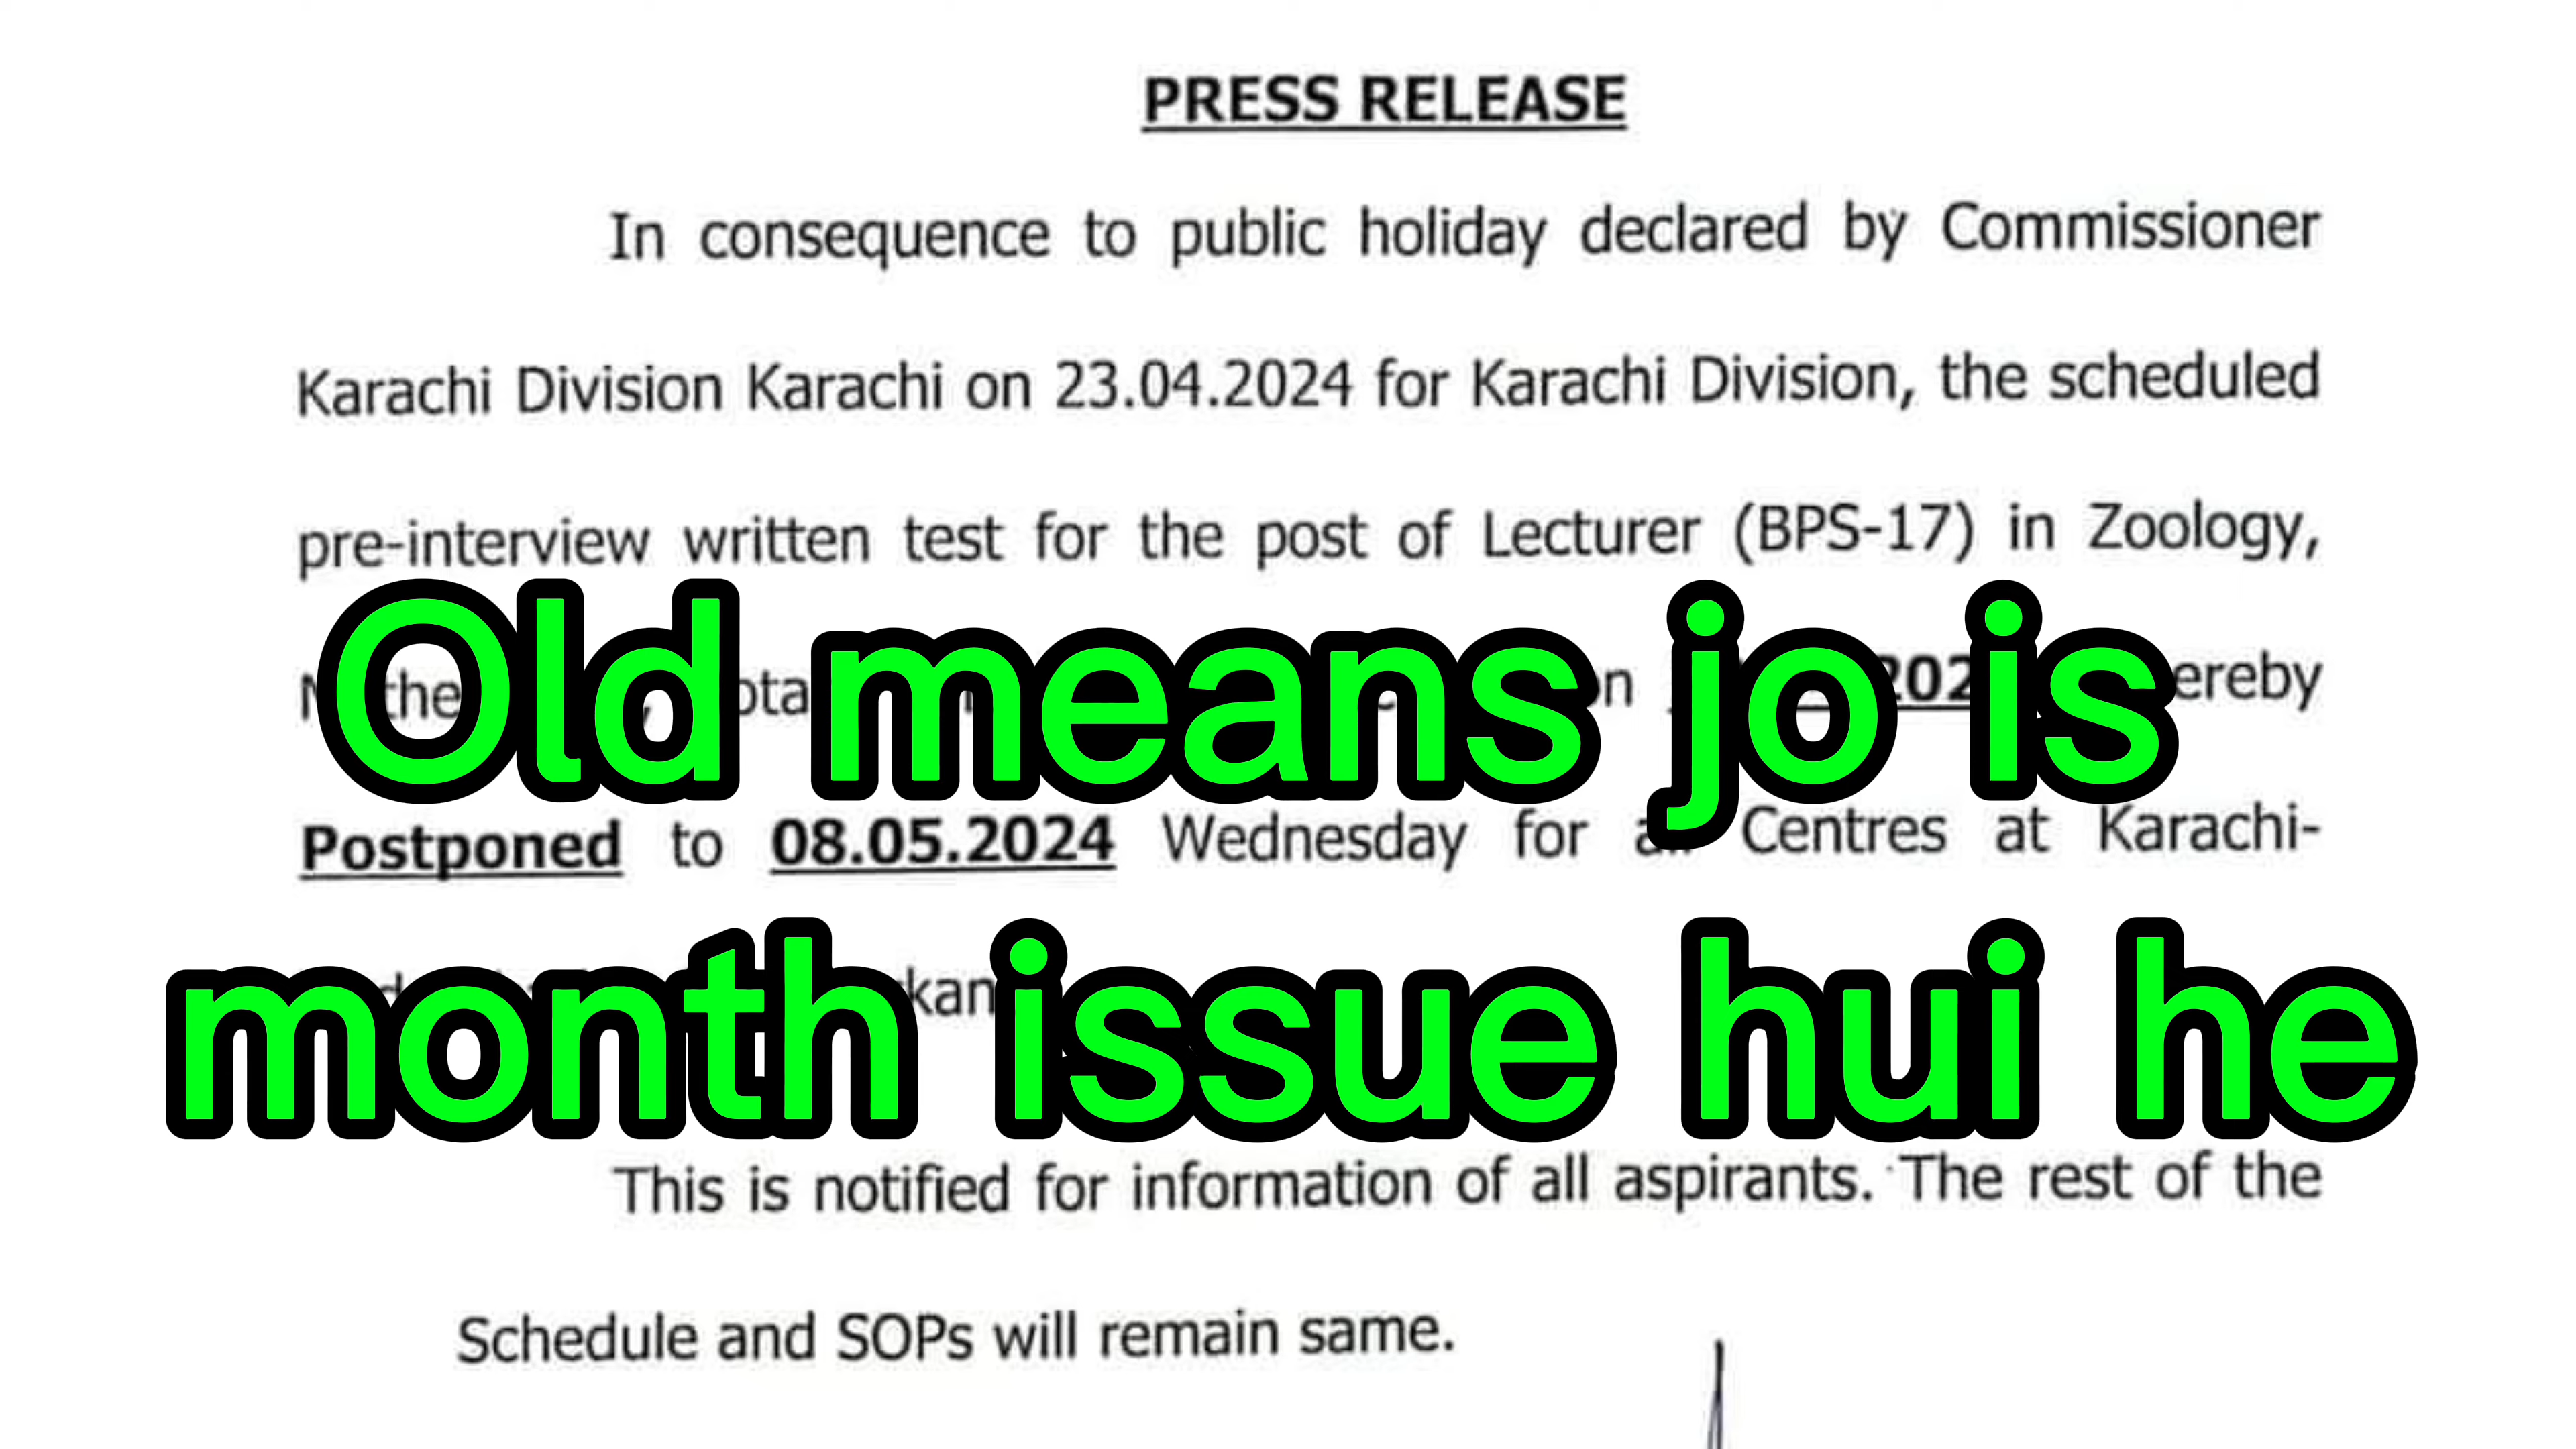 PRESS RELEASE
In consequence to public holiday declared by Commissioner
Karachi Division Karachi on 23.04.2024 for Karachi Division, the scheduled
pre-interview written test for the post of Lecturer (BPS-17) in Zoology,
Old means jo is
ereby
Postponed to 08.05.2024 Wednesday for Centres at Karachi-
month issue hui he
This is notified for information of all aspirants. The rest of the
Schedule and SOPs will remain same.